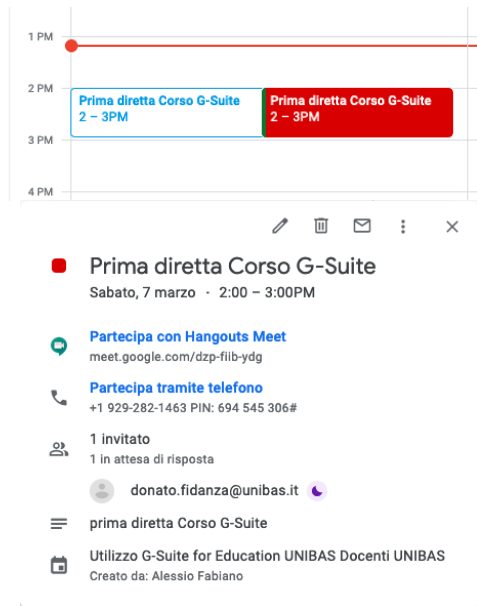 1 PM
2 PM
Prima diretta Corso G-Suite
2 – 3PM
Prima diretta Corso G-Suite
2 – 3PM
3 PM
4 PM
Prima diretta Corso G-Suite
Sabato, 7 marzo · 2:00 – 3:00PM
Partecipa con Hangouts Meet
meet.google.com/dzp-fiib-ydg
Partecipa tramite telefono
+1 929-282-1463 PIN: 694 545 306#
1 invitato
1 in attesa di risposta
donato.fidanza@unibas.it
prima diretta Corso G-Suite
Utilizzo G-Suite for Education UNIBAS Docenti UNIBAS
Creato da: Alessio Fabiano